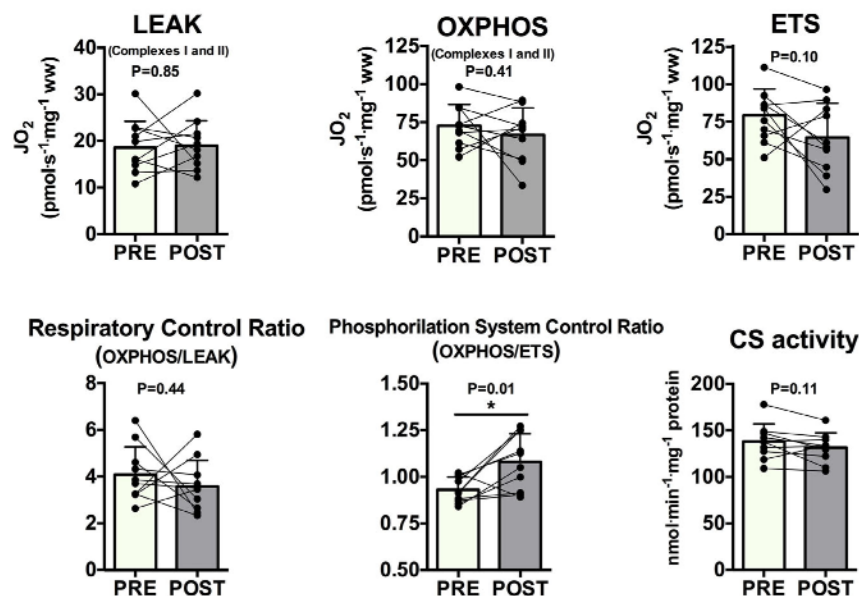 LEAK
(Complexes I and II)
P=0.85
JO₂
(pmol·s⁻¹·mg⁻¹ ww)
40
30
20
10
0
PRE POST
OXPHOS
(Complexes I and II)
P=0.41
JO₂
(pmol·s⁻¹·mg⁻¹ ww)
125
100
75
50
25
0
PRE POST
ETS
P=0.10
JO₂
(pmol·s⁻¹·mg⁻¹ ww)
125
100
75
50
25
0
PRE POST
Respiratory Control Ratio
(OXPHOS/LEAK)
P=0.44
8
6
4
2
0
PRE POST
Phosphorilation System Control Ratio
(OXPHOS/ETS)
P=0.01
*
1.50
1.25
1.00
0.75
0.50
PRE POST
CS activity
P=0.11
nmol·min⁻¹·mg⁻¹ protein
200
150
100
50
0
PRE POST